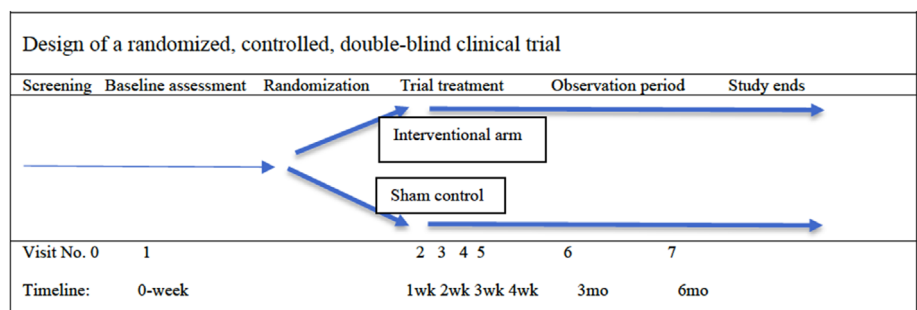 Design of a randomized, controlled, double-blind clinical trial
Screening Baseline assessment Randomization Trial treatment Observation period Study ends
Interventional arm
Sham control
Visit No. 0 1 2 3 4 5 6 7
Timeline: 0-week 1wk 2wk 3wk 4wk 3mo 6mo